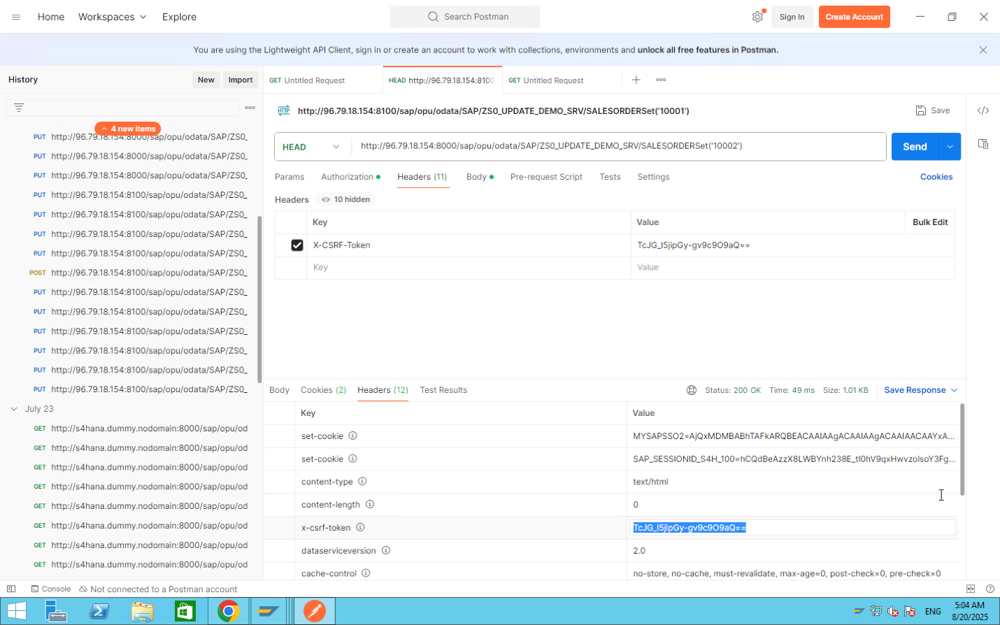 Home
Workspaces
Explore
Search Postman
Sign In
Create Account
You are using the Lightweight API Client, sign in or create an account to work with collections, environments and unlock all free features in Postman.
History
New
Import
GET Untitled Request
HEAD http://96.79.18.154:8100
GET Untitled Request
4 new items
PUT http://96.79.18.154:8000/sap/opu/odata/SAP/ZS0_
PUT http://96.79.18.154:8000/sap/opu/odata/SAP/ZS0_
PUT http://96.79.18.154:8000/sap/opu/odata/SAP/ZS0_
PUT http://96.79.18.154:8100/sap/opu/odata/SAP/ZS0_
PUT http://96.79.18.154:8100/sap/opu/odata/SAP/ZS0_
PUT http://96.79.18.154:8100/sap/opu/odata/SAP/ZS0_
PUT http://96.79.18.154:8100/sap/opu/odata/SAP/ZS0_
POST http://96.79.18.154:8100/sap/opu/odata/SAP/ZS0_
PUT http://96.79.18.154:8100/sap/opu/odata/SAP/ZS0_
PUT http://96.79.18.154:8100/sap/opu/odata/SAP/ZS0_
PUT http://96.79.18.154:8100/sap/opu/odata/SAP/ZS0_
PUT http://96.79.18.154:8100/sap/opu/odata/SAP/ZS0_
PUT http://96.79.18.154:8100/sap/opu/odata/SAP/ZS0_
PUT http://96.79.18.154:8100/sap/opu/odata/SAP/ZS0_
July 23
GET http://s4hana.dummy.nodomain:8000/sap/opu/od
GET http://s4hana.dummy.nodomain:8000/sap/opu/od
GET http://s4hana.dummy.nodomain:8000/sap/opu/od
GET http://s4hana.dummy.nodomain:8000/sap/opu/od
GET http://s4hana.dummy.nodomain:8000/sap/opu/od
GET http://s4hana.dummy.nodomain:8000/sap/opu/od
GET http://s4hana.dummy.nodomain:8000/sap/opu/od
GET http://s4hana.dummy.nodomain:8000/sap/opu/od
HTTP http://96.79.18.154:8100/sap/opu/odata/SAP/ZS0_UPDATE_DEMO_SRV/SALESORDERSet('10001')
Save
HEAD
http://96.79.18.154:8000/sap/opu/odata/SAP/ZS0_UPDATE_DEMO_SRV/SALESORDERSet('10002')
Send
Params
Authorization
Headers (11)
Body
Pre-request Script
Tests
Settings
Cookies
Headers
10 hidden
Key
Value
Bulk Edit
X-CSRF-Token
TcJG_I5jipGy-gv9c9O9aQ==
Key
Value
Body
Cookies (2)
Headers (12)
Test Results
Status: 200 OK
Time: 49 ms
Size: 1.01 KB
Save Response
Key
Value
set-cookie
MYSAPSSO2=AjQxMDMBABhTAFkARQBEACAAIAAgACAAIAAgACAAIAACAAYxA...
set-cookie
SAP_SESSIONID_S4H_100=hCQdBeAzzX8LWBYnh238E_tI0hV9qxHwvzolsoY3Fg...
content-type
text/html
content-length
0
x-csrf-token
TcJG_I5jipGy-gv9c9O9aQ==
dataserviceversion
2.0
cache-control
no-store, no-cache, must-revalidate, max-age=0, post-check=0, pre-check=0
Console
Not connected to a Postman account
ENG
5:04 AM
8/20/2025